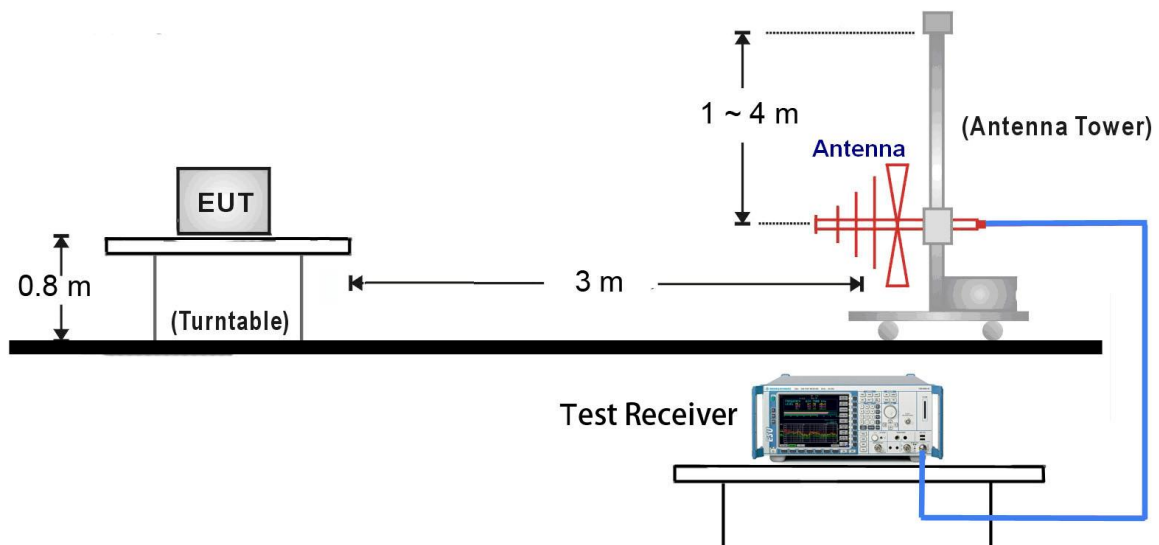 1 ~ 4 m
(Antenna Tower)
Antenna
EUT
0.8 m
3 m
(Turntable)
Test Receiver